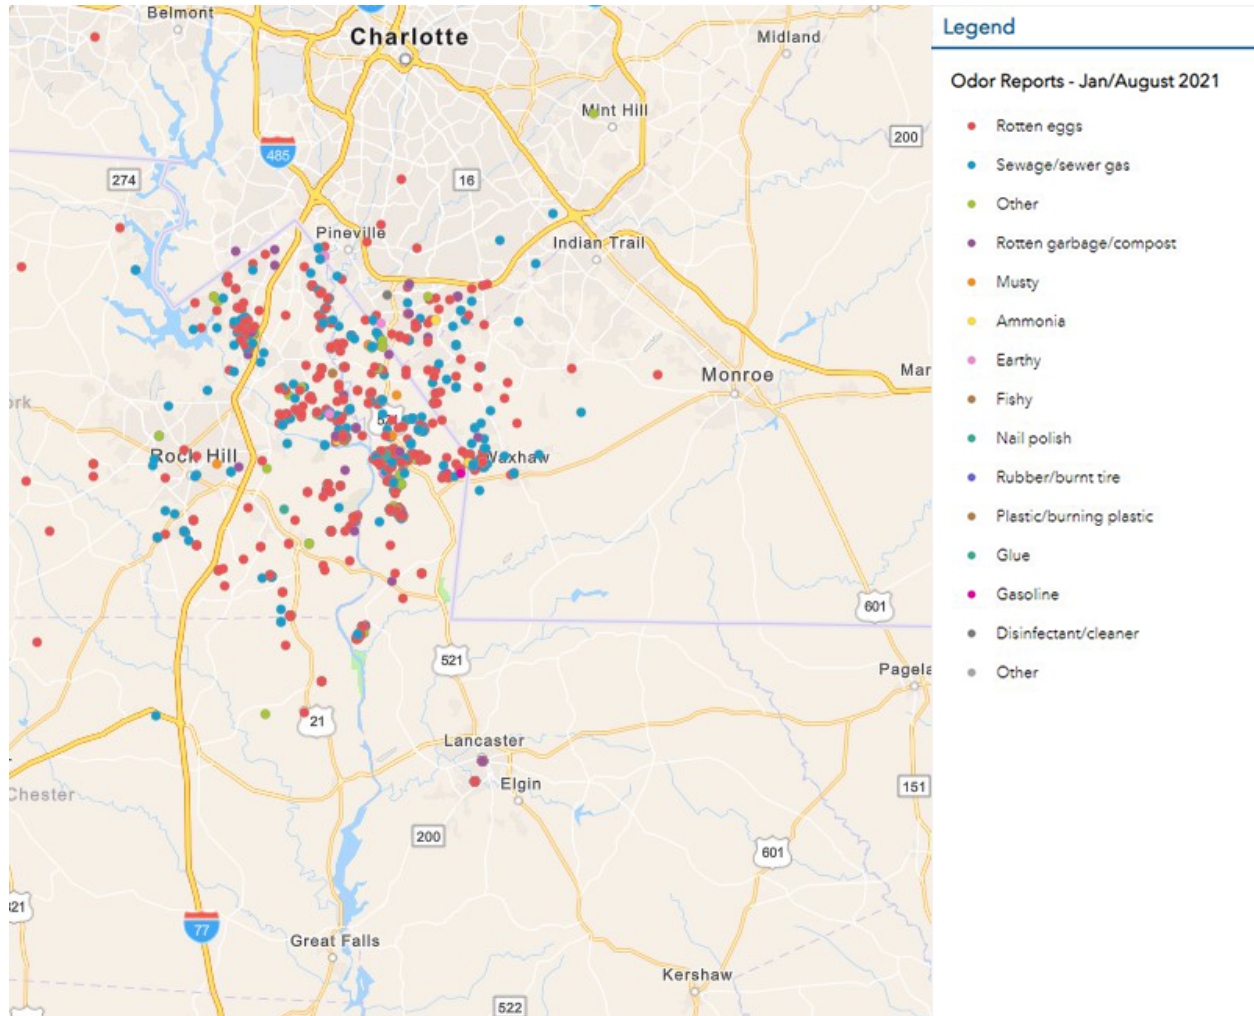 Belmont
Charlotte
Midland
Mint Hill
200
485
274
16
Pineville
Indian Trail
Monroe
Mar
ork
Rock Hill
Waxhaw
601
521
Pagela
21
Lancaster
Elgin
Chester
151
200
601
321
77
Great Falls
Kershaw
522
Legend
Odor Reports - Jan/August 2021
Rotten eggs
Sewage/sewer gas
Other
Rotten garbage/compost
Musty
Ammonia
Earthy
Fishy
Nail polish
Rubber/burnt tire
Plastic/burning plastic
Glue
Gasoline
Disinfectant/cleaner
Other